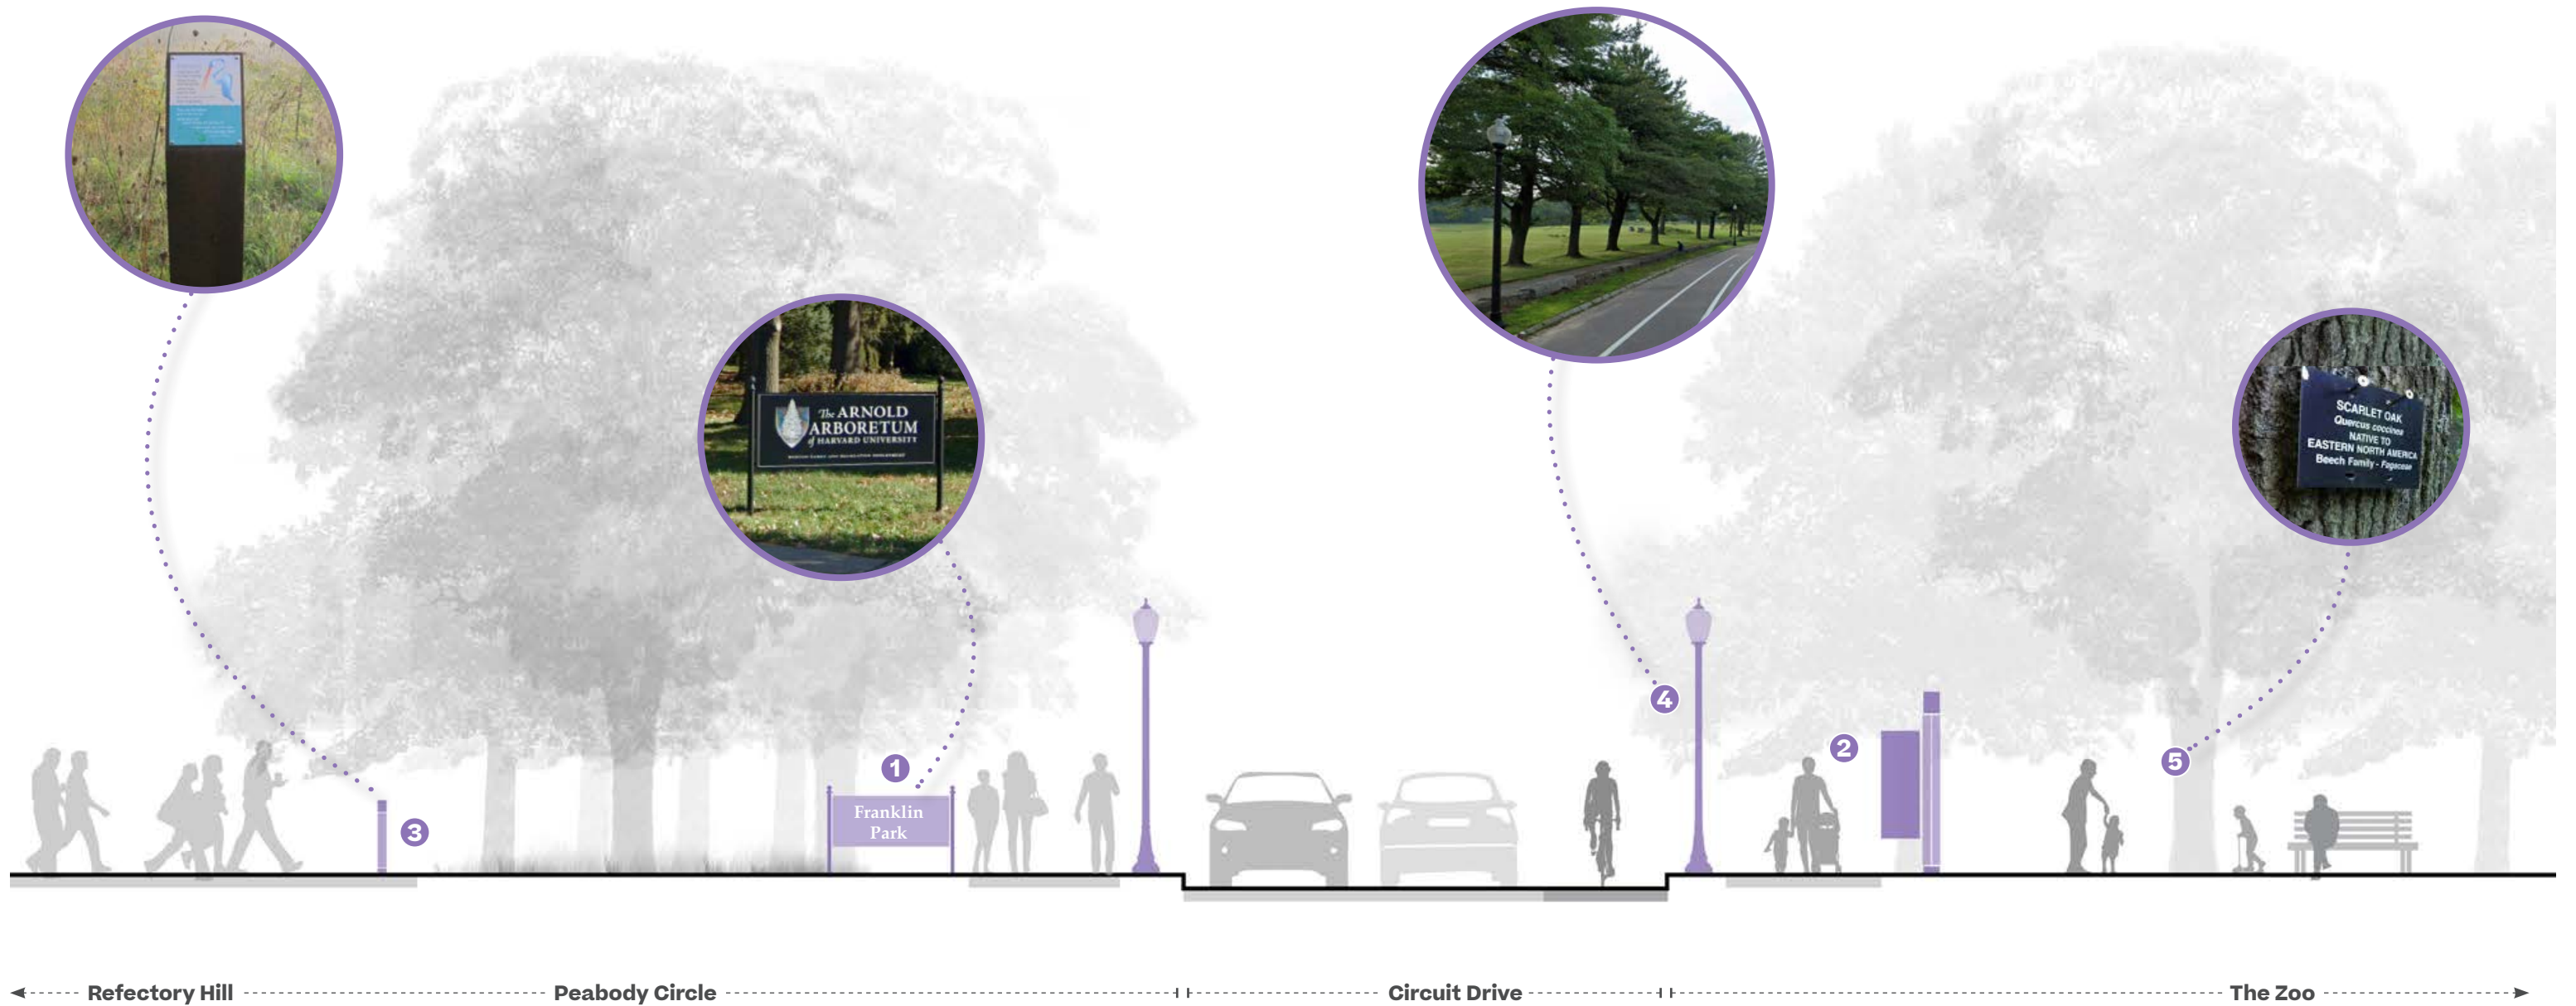 The ARNOLD
ARBORETUM
of HARVARD UNIVERSITY
SCARLET OAK
Quercus coccinea
NATIVE TO
EASTERN NORTH AMERICA
Beech Family - Fagaceae
4
2
1
5
Franklin
Park
3
Refectory Hill
Peabody Circle
Circuit Drive
The Zoo